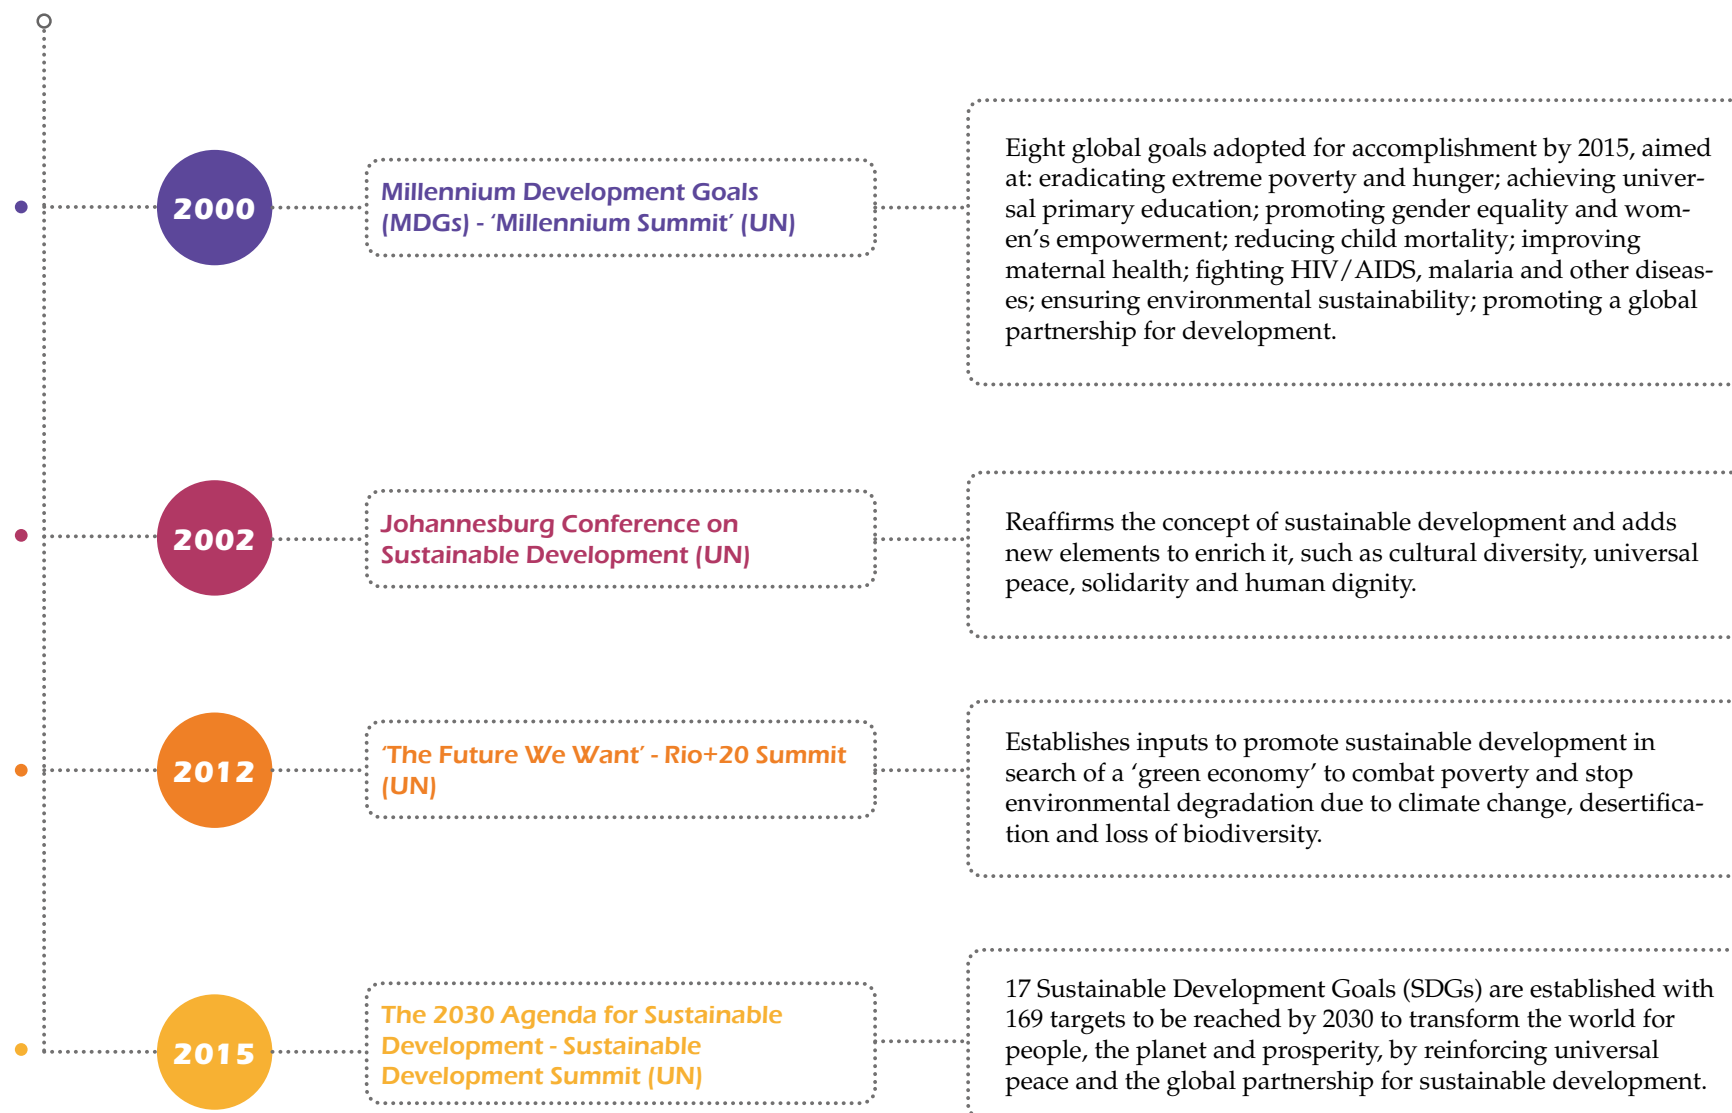 2000
Millennium Development Goals
(MDGs) - ‘Millennium Summit’ (UN)
Eight global goals adopted for accomplishment by 2015, aimed
at: eradicating extreme poverty and hunger; achieving univer-
sal primary education; promoting gender equality and wom-
en’s empowerment; reducing child mortality; improving
maternal health; fighting HIV/AIDS, malaria and other diseas-
es; ensuring environmental sustainability; promoting a global
partnership for development.
2002
Johannesburg Conference on
Sustainable Development (UN)
Reaffirms the concept of sustainable development and adds
new elements to enrich it, such as cultural diversity, universal
peace, solidarity and human dignity.
2012
‘The Future We Want’ - Rio+20 Summit
(UN)
Establishes inputs to promote sustainable development in
search of a ‘green economy’ to combat poverty and stop
environmental degradation due to climate change, desertifica-
tion and loss of biodiversity.
2015
The 2030 Agenda for Sustainable
Development - Sustainable
Development Summit (UN)
17 Sustainable Development Goals (SDGs) are established with
169 targets to be reached by 2030 to transform the world for
people, the planet and prosperity, by reinforcing universal
peace and the global partnership for sustainable development.